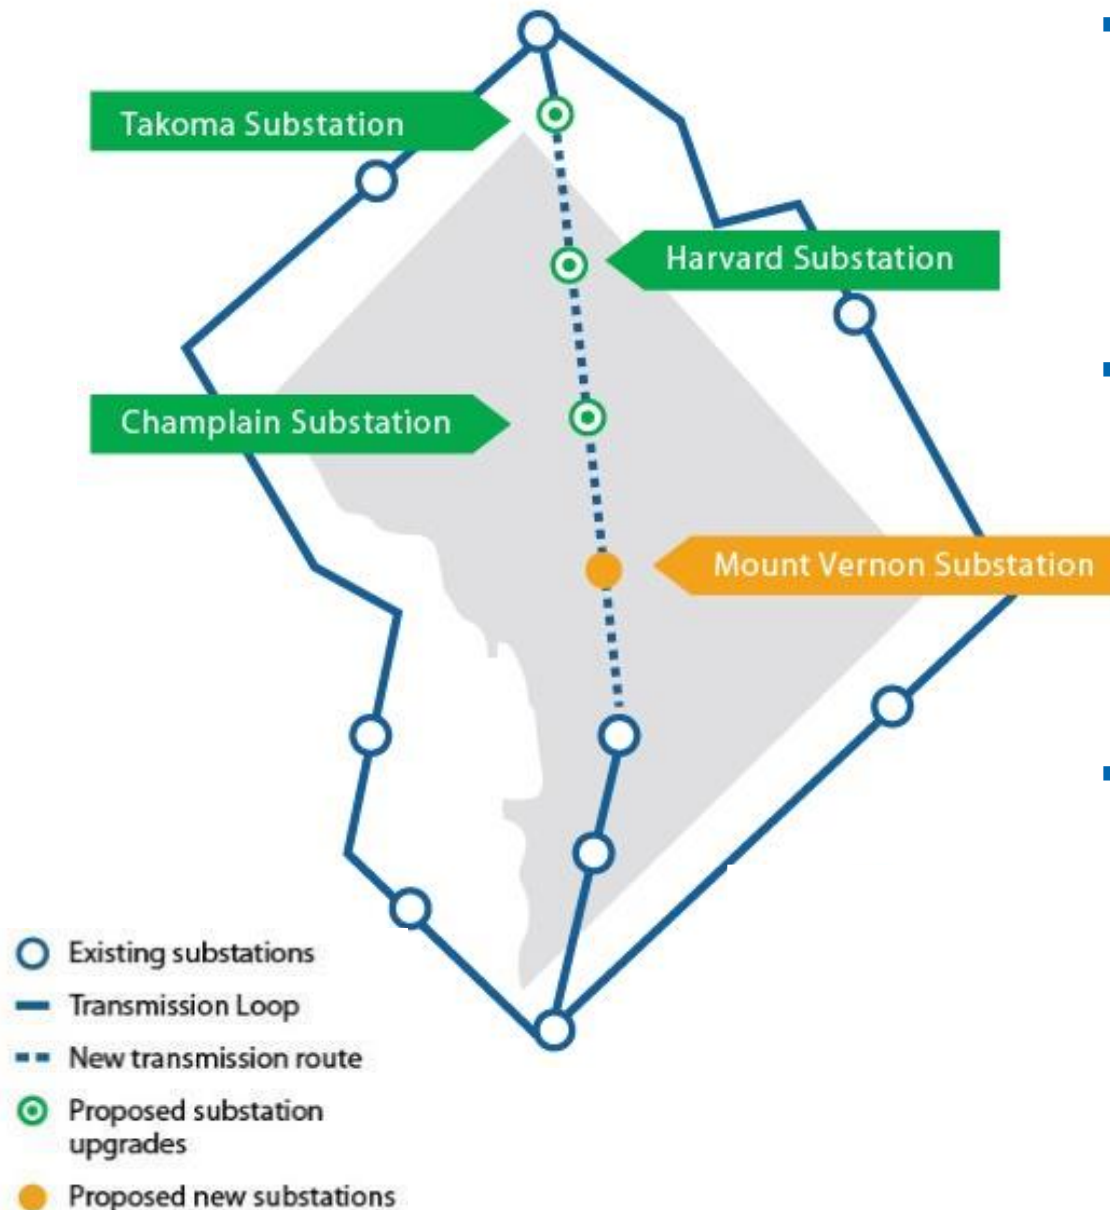 Takoma Substation
Harvard Substation
Champlain Substation
Mount Vernon Substation
Existing substations
Transmission Loop
New transmission route
Proposed substation
upgrades
Proposed new substations